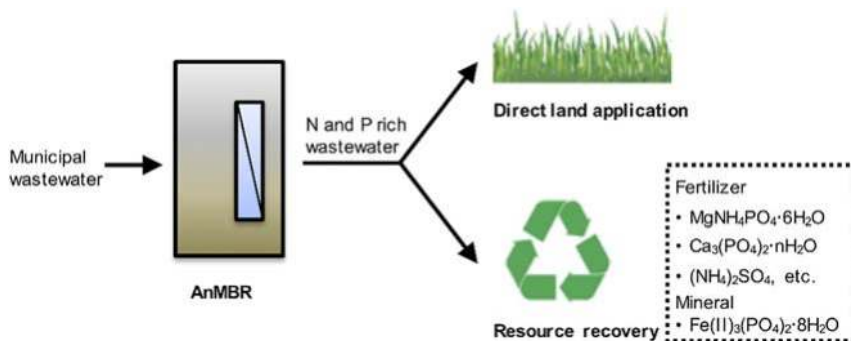 Municipal
wastewater
AnMBR
N and P rich
wastewater
Direct land application
Resource recovery
Fertilizer
• MgNH₄PO₄·6H₂O
• Ca₃(PO₄)₂·nH₂O
• (NH₄)₂SO₄, etc.
Mineral
• Fe(II)₃(PO₄)₂·8H₂O